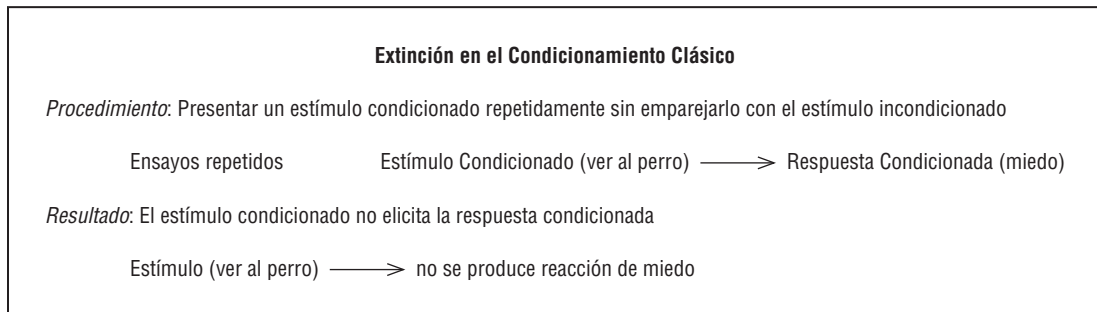 Extinción en el Condicionamiento Clásico
Procedimiento: Presentar un estímulo condicionado repetidamente sin emparejarlo con el estímulo incondicionado
Ensayos repetidos Estímulo Condicionado (ver al perro) ⟶ Respuesta Condicionada (miedo)
Resultado: El estímulo condicionado no elicita la respuesta condicionada
Estímulo (ver al perro) ⟶ no se produce reacción de miedo